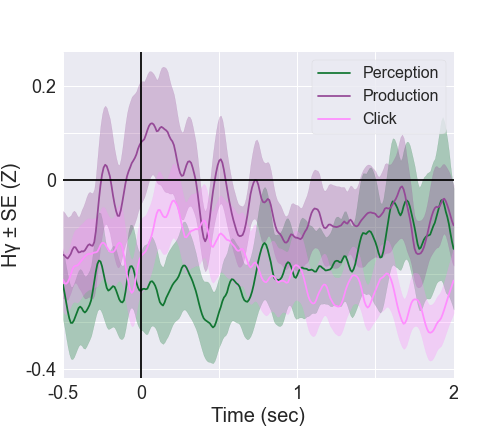 Perception
Production
Click
Hγ ± SE (Z)
0.2
0
-0.4
-0.5
0
1
2
Time (sec)